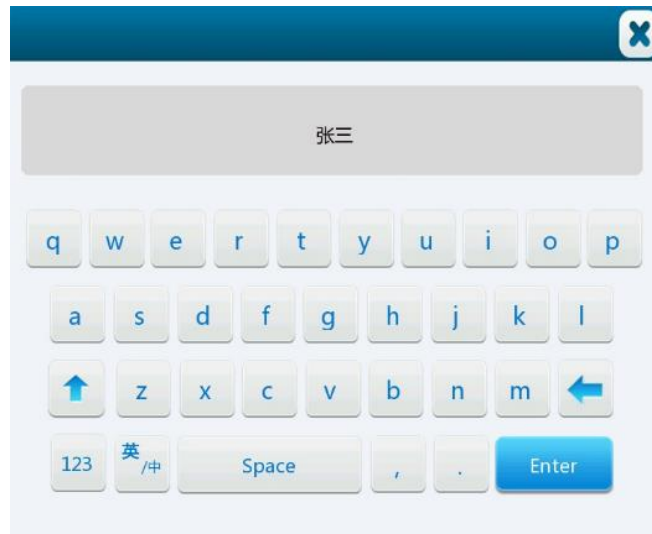 张三
q w e r t y u i o p
a s d f g h j k l
z x c v b n m
123 英/中 Space , . Enter